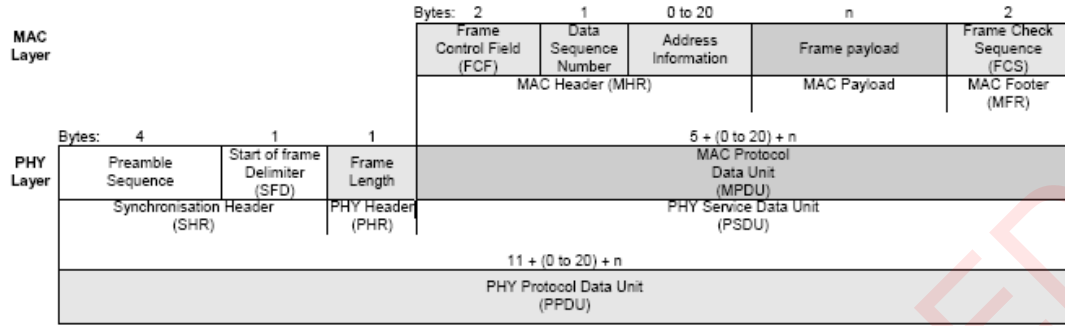 Bytes: 2 1 0 to 20 n 2
MAC
Layer
Frame
Control Field
(FCF)
Data
Sequence
Number
Address
Information
Frame payload
Frame Check
Sequence
(FCS)
MAC Header (MHR)
MAC Payload
MAC Footer
(MFR)
Bytes: 4 1 1 5 + (0 to 20) + n
PHY
Layer
Preamble
Sequence
Start of frame
Delimiter
(SFD)
Frame
Length
MAC Protocol
Data Unit
(MPDU)
Synchronisation Header
(SHR)
PHY Header
(PHR)
PHY Service Data Unit
(PSDU)
11 + (0 to 20) + n
PHY Protocol Data Unit
(PPDU)